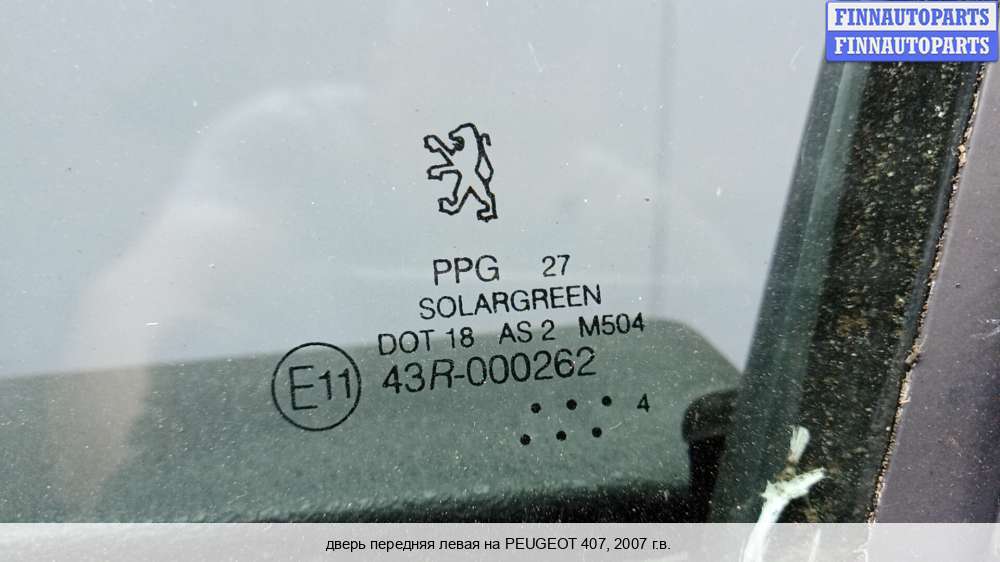 FINNAUTOPARTS
FINNAUTOPARTS
PPG 27
SOLARGREEN
DOT 18 AS 2 M504
E11 43R-000262
4
дверь передняя левая на PEUGEOT 407, 2007 г.в.